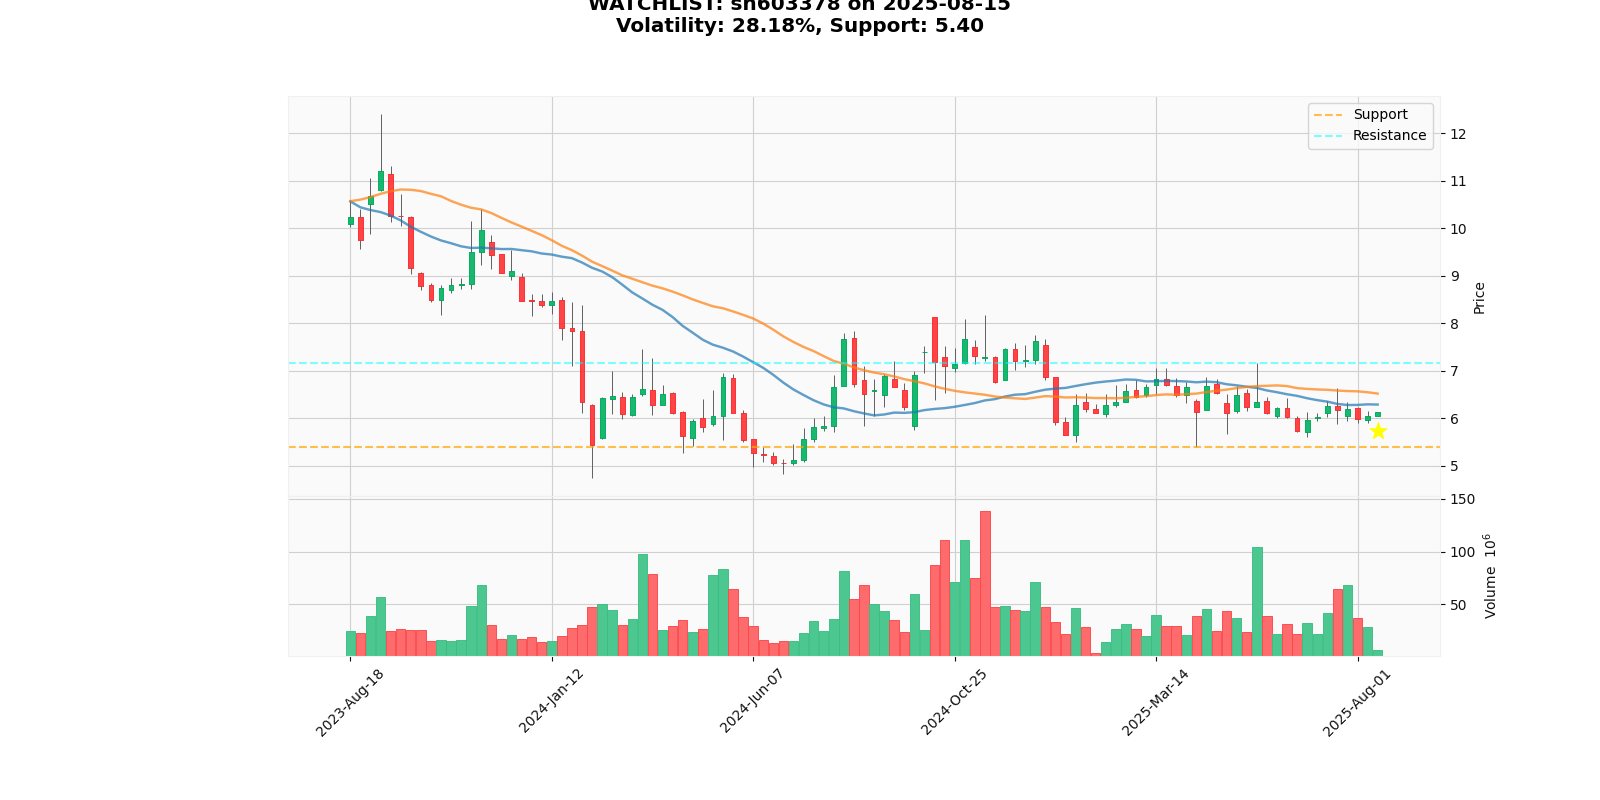 WATCHLIST: sh603378 on 2025-08-15
Volatility: 28.18%, Support: 5.40
Support
Resistance
12
11
10
9
8
7
6
5
Price
150
100
50
Volume 10^6
2023-Aug-18
2024-Jan-12
2024-Jun-07
2024-Oct-25
2025-Mar-14
2025-Aug-01